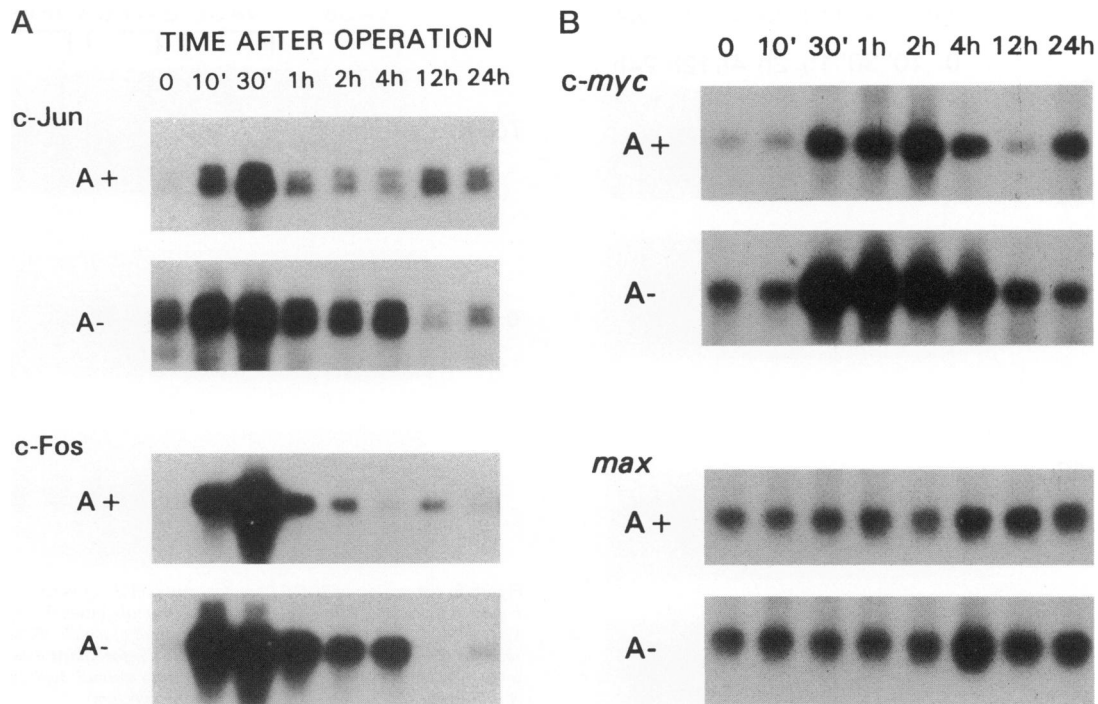 A
TIME AFTER OPERATION
0 10' 30' 1h 2h 4h 12h 24h
c-Jun
A +
A-
c-Fos
A +
A-
B
0 10' 30' 1h 2h 4h 12h 24h
c-myc
A +
A-
max
A +
A-